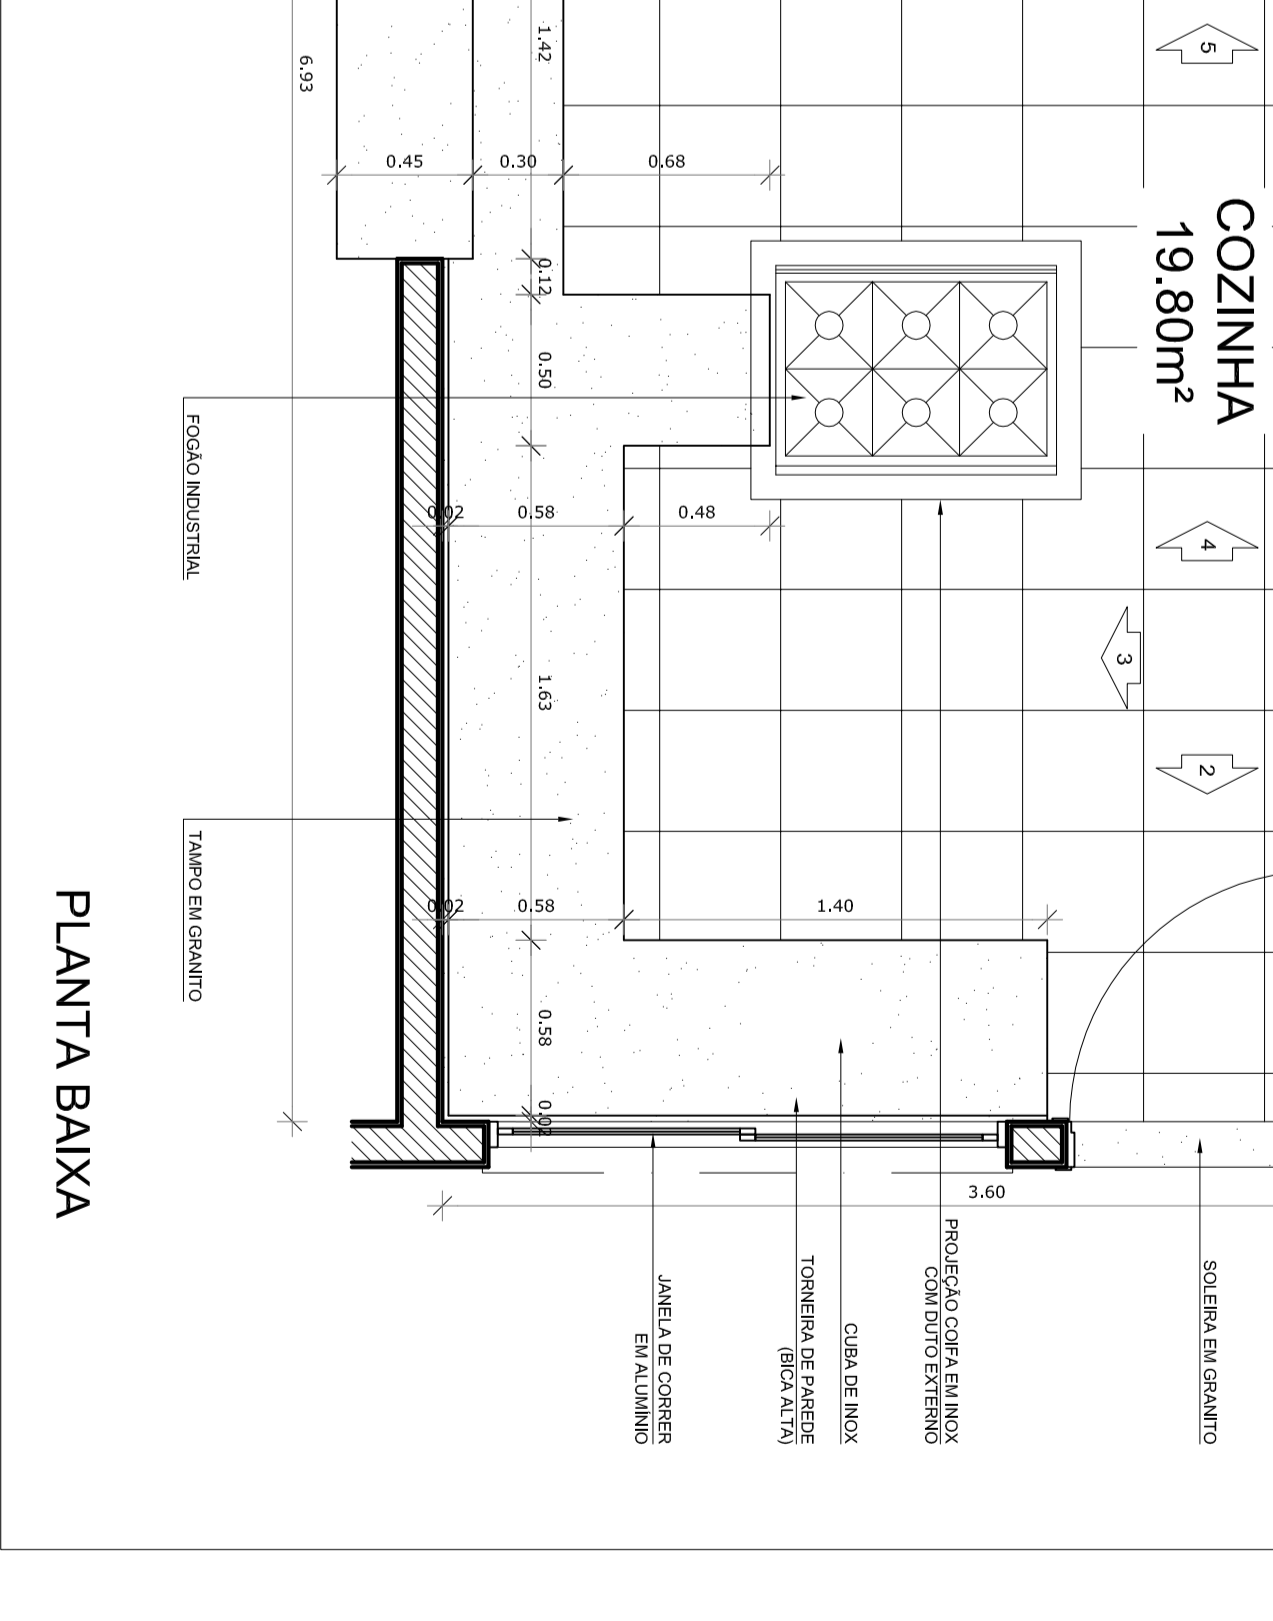 COZINHA
19.80m²
5
4
3
2
6.93
1.42
0.45
0.30
0.68
0.12
0.50
0.02
0.58
0.48
1.63
0.02
0.58
1.40
0.58
0.02
3.60
FOGÃO INDUSTRIAL
TAMPO EM GRANITO
SOLEIRA EM GRANITO
PROJEÇÃO COIFA EM INOX
COM DUTO EXTERNO
CUBA DE INOX
TORNEIRA DE PAREDE
(BICA ALTA)
JANELA DE CORRER
EM ALUMÍNIO
PLANTA BAIXA